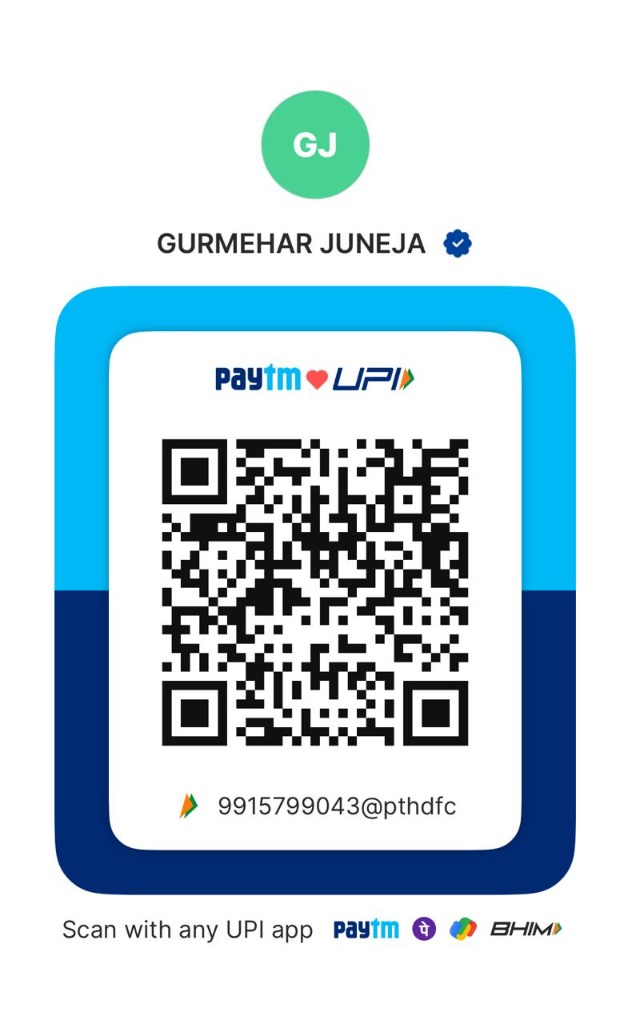 GJ
GURMEHAR JUNEJA
paytm UPI
9915799043@pthdfc
Scan with any UPI app paytm पे BHIM